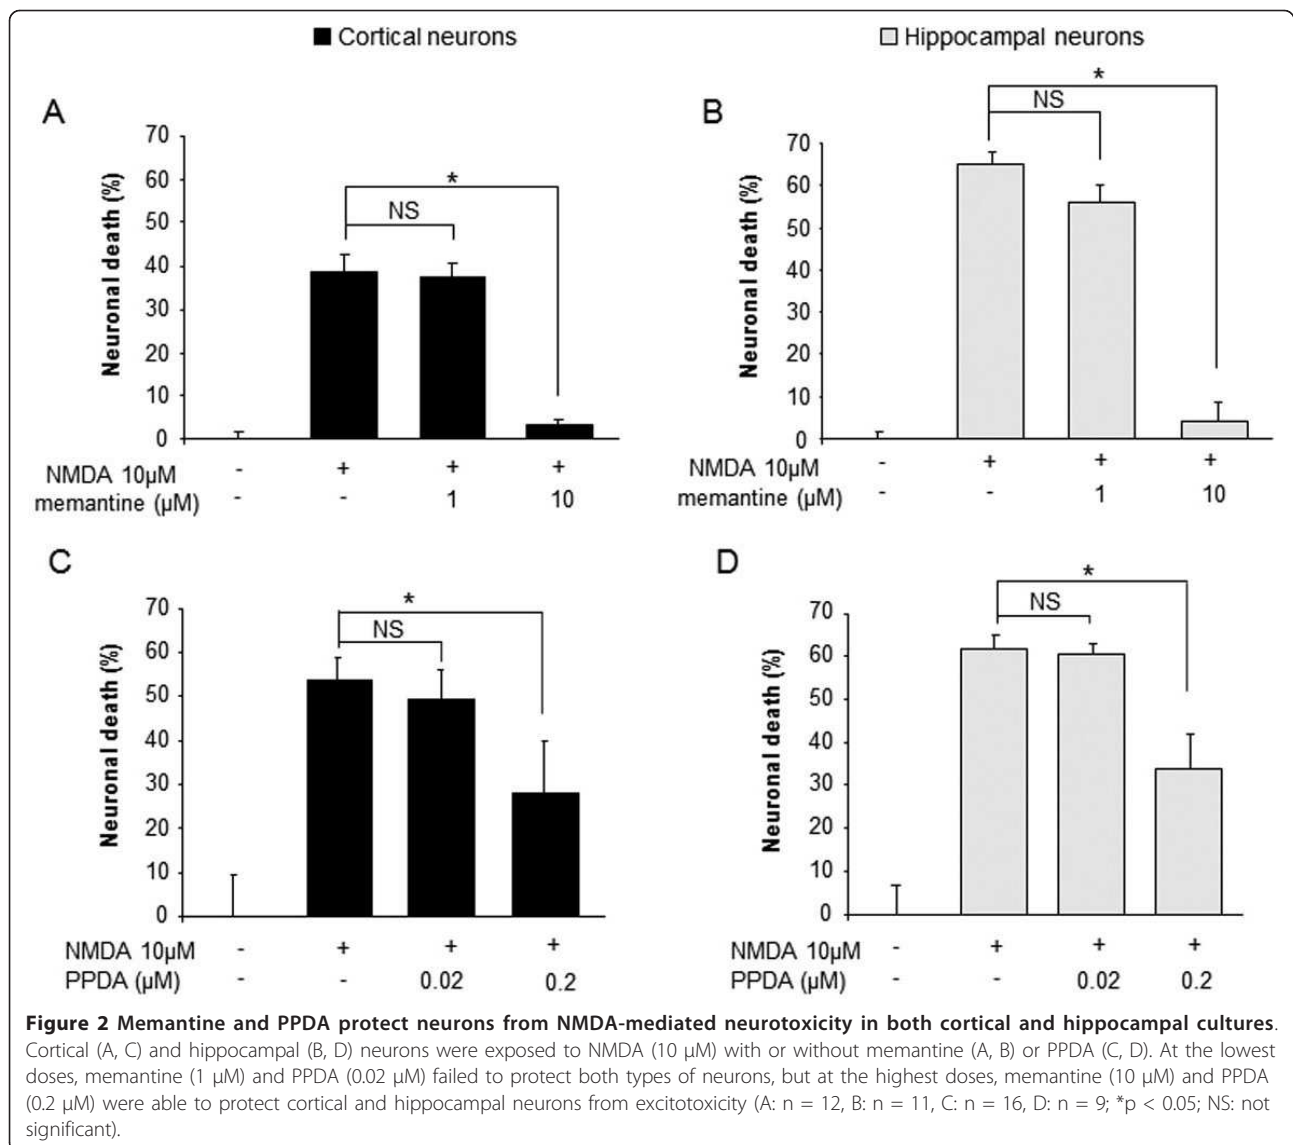 ■ Cortical neurons
□ Hippocampal neurons
A
Neuronal death (%)
70
60
50
40
30
20
10
0
*
NS
NMDA 10µM - + + +
memantine (µM) - - 1 10
B
Neuronal death (%)
70
60
50
40
30
20
10
0
*
NS
NMDA 10µM - + + +
memantine (µM) - - 1 10
C
Neuronal death (%)
70
60
50
40
30
20
10
0
*
NS
NMDA 10µM - + + +
PPDA (µM) - - 0.02 0.2
D
Neuronal death (%)
70
60
50
40
30
20
10
0
*
NS
NMDA 10µM - + + +
PPDA (µM) - - 0.02 0.2
Figure 2 Memantine and PPDA protect neurons from NMDA-mediated neurotoxicity in both cortical and hippocampal cultures.
Cortical (A, C) and hippocampal (B, D) neurons were exposed to NMDA (10 µM) with or without memantine (A, B) or PPDA (C, D). At the lowest
doses, memantine (1 µM) and PPDA (0.02 µM) failed to protect both types of neurons, but at the highest doses, memantine (10 µM) and PPDA
(0.2 µM) were able to protect cortical and hippocampal neurons from excitotoxicity (A: n = 12, B: n = 11, C: n = 16, D: n = 9; *p < 0.05; NS: not
significant).